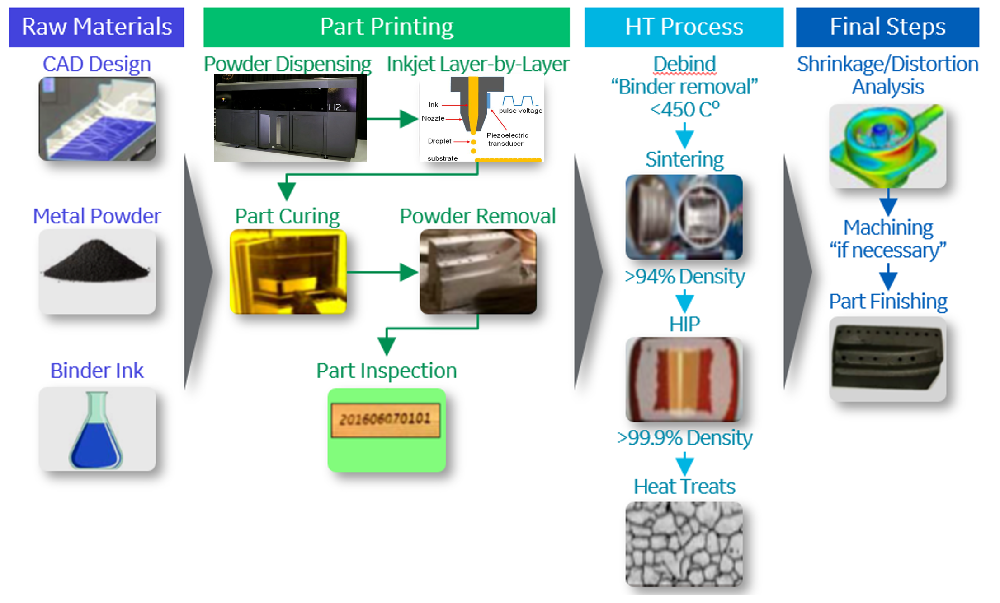 Raw Materials
CAD Design
Metal Powder
Binder Ink
Part Printing
Powder Dispensing
H2
Inkjet Layer-by-Layer
Ink
pulse voltage
Nozzle
Piezoelectric
transducer
Droplet
substrate
Part Curing
Powder Removal
Part Inspection
201606070101
HT Process
Debind
“Binder removal”
<450 Cº
Sintering
>94% Density
HIP
>99.9% Density
Heat Treats
Final Steps
Shrinkage/Distortion
Analysis
Machining
“if necessary”
Part Finishing